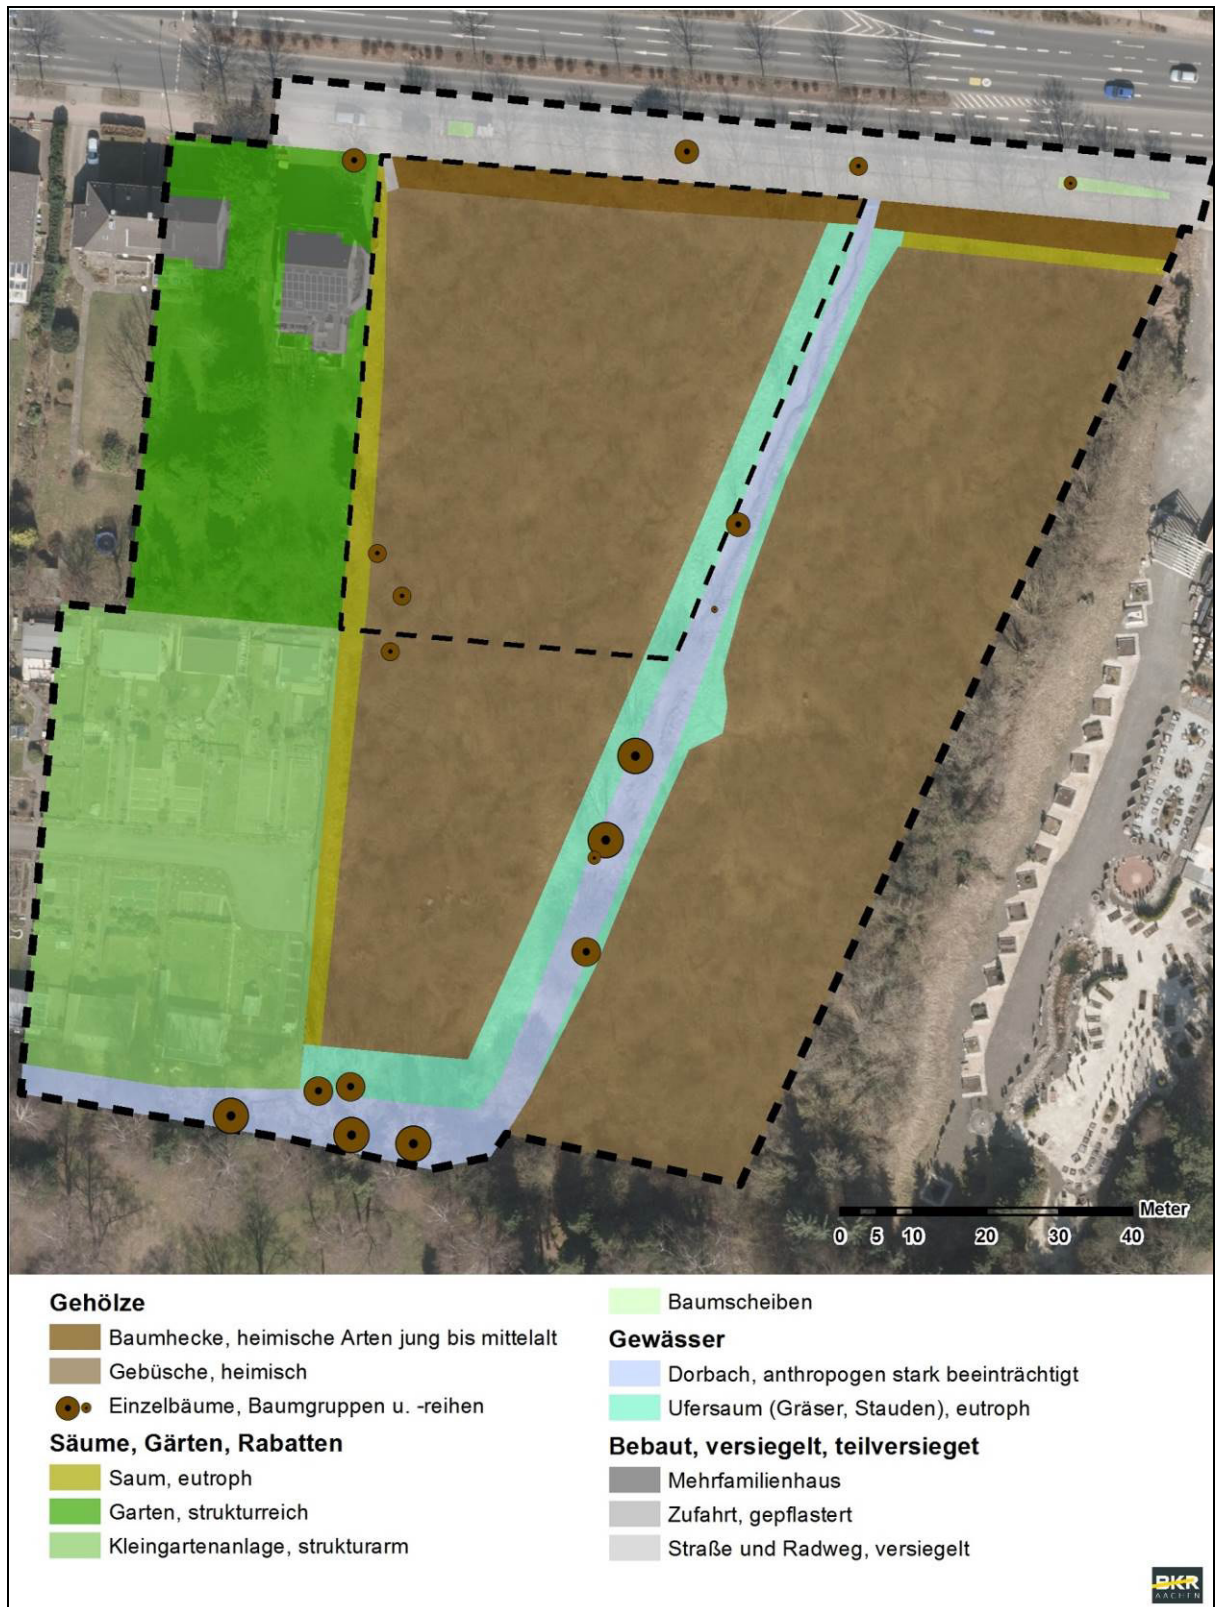 Meter
0 5 10 20 30 40
Gehölze
Baumhecke, heimische Arten jung bis mittelalt
Gebüsche, heimisch
Einzelbäume, Baumgruppen u. -reihen
Säume, Gärten, Rabatten
Saum, eutroph
Garten, strukturreich
Kleingartenanlage, strukturarm
Baumscheiben
Gewässer
Dorbach, anthropogen stark beeinträchtigt
Ufersaum (Gräser, Stauden), eutroph
Bebaut, versiegelt, teilversieget
Mehrfamilienhaus
Zufahrt, gepflastert
Straße und Radweg, versiegelt
BKR
AACHEN